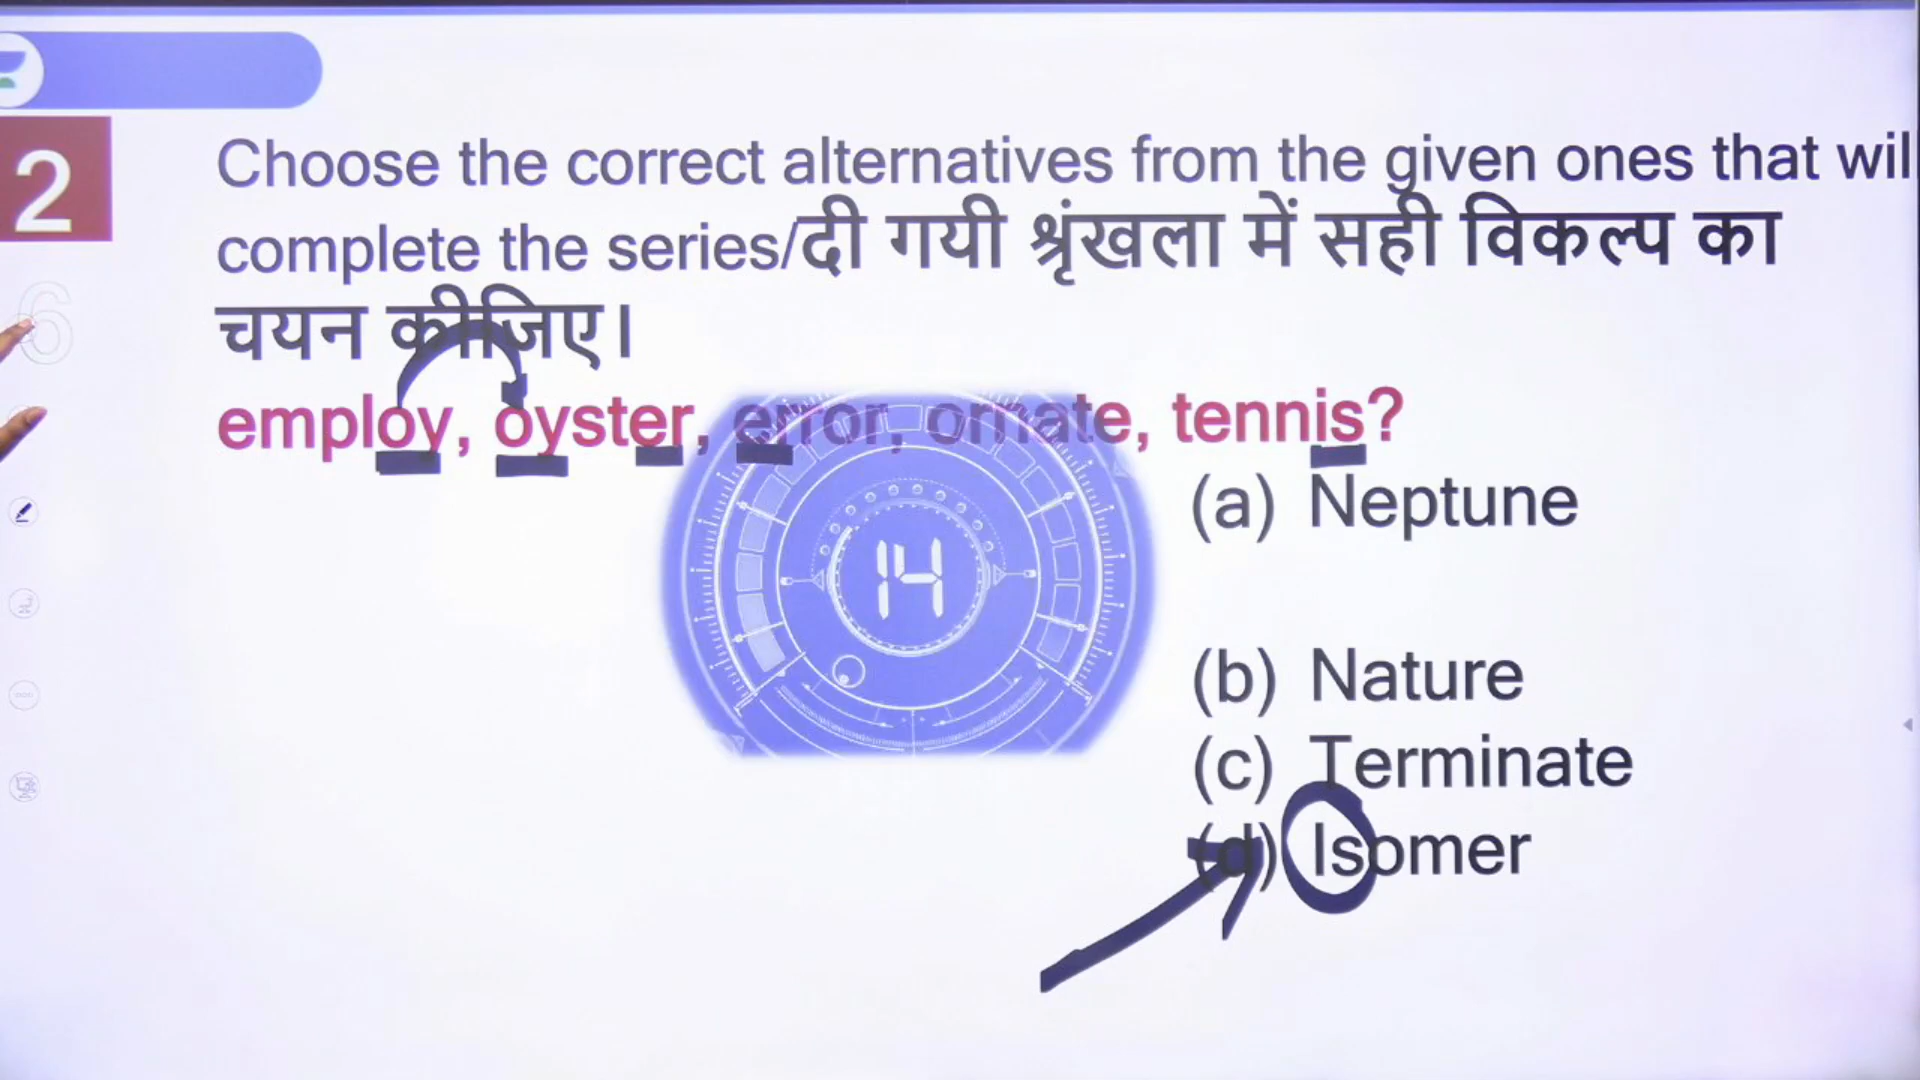 2
Choose the correct alternatives from the given ones that wil
complete the series/दी गयी श्रृंखला में सही विकल्प का
चयन कीजिए।
6
employ, oyster, error, ornate, tennis?
(a) Neptune
14
(b) Nature
(c) Terminate
(d) Isomer